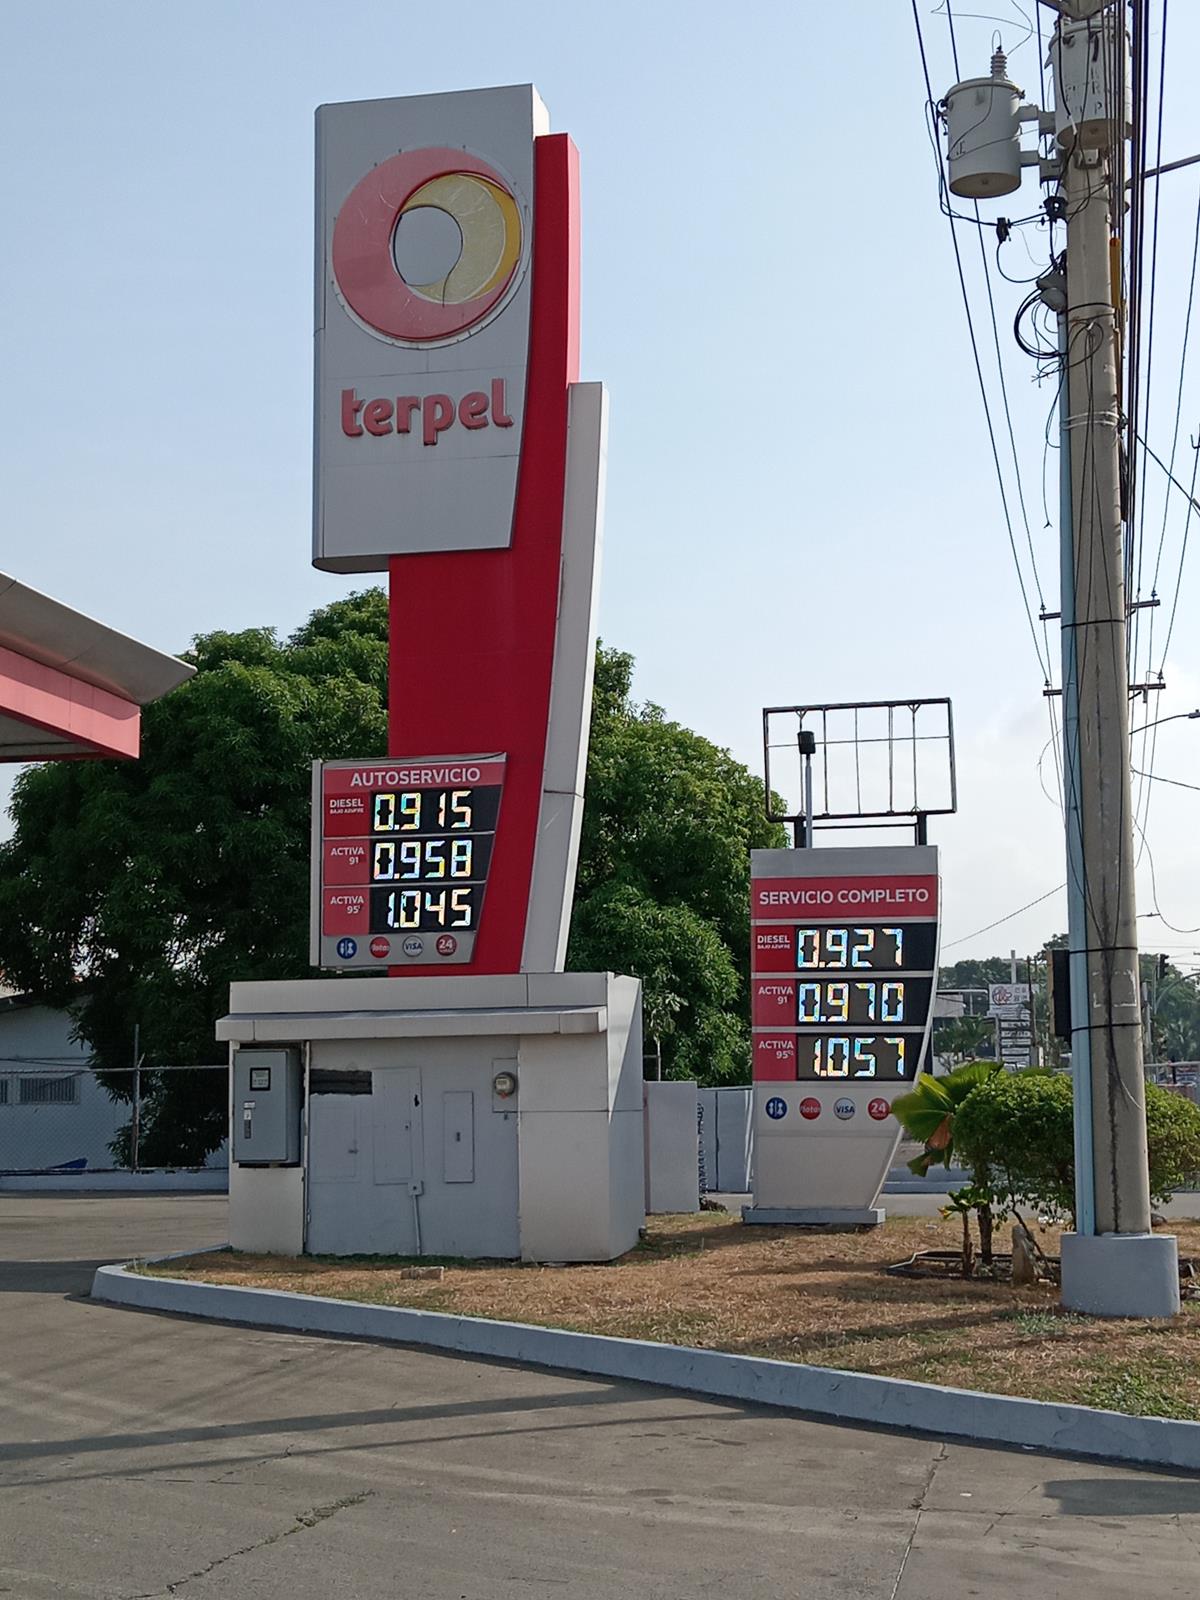 terpel
AUTOSERVICIO
DIESEL
BAJO AZUFRE
0.915
ACTIVA
91
0.958
ACTIVA
95
1.045
VISA
24
SERVICIO COMPLETO
DIESEL
BAJO AZUFRE
0.927
ACTIVA
91
0.970
ACTIVA
95
1.057
VISA
24